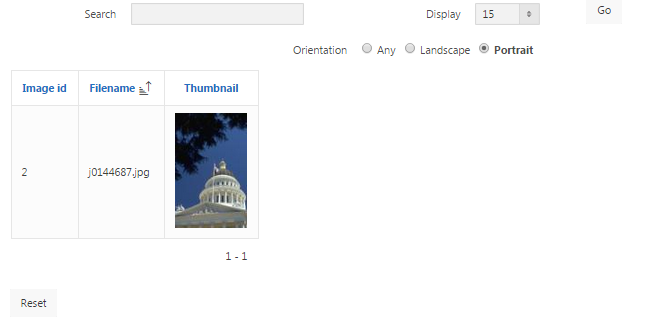 Search Display 15 Go
Orientation Any Landscape Portrait
Image id Filename Thumbnail
2 j0144687.jpg
1 - 1
Reset